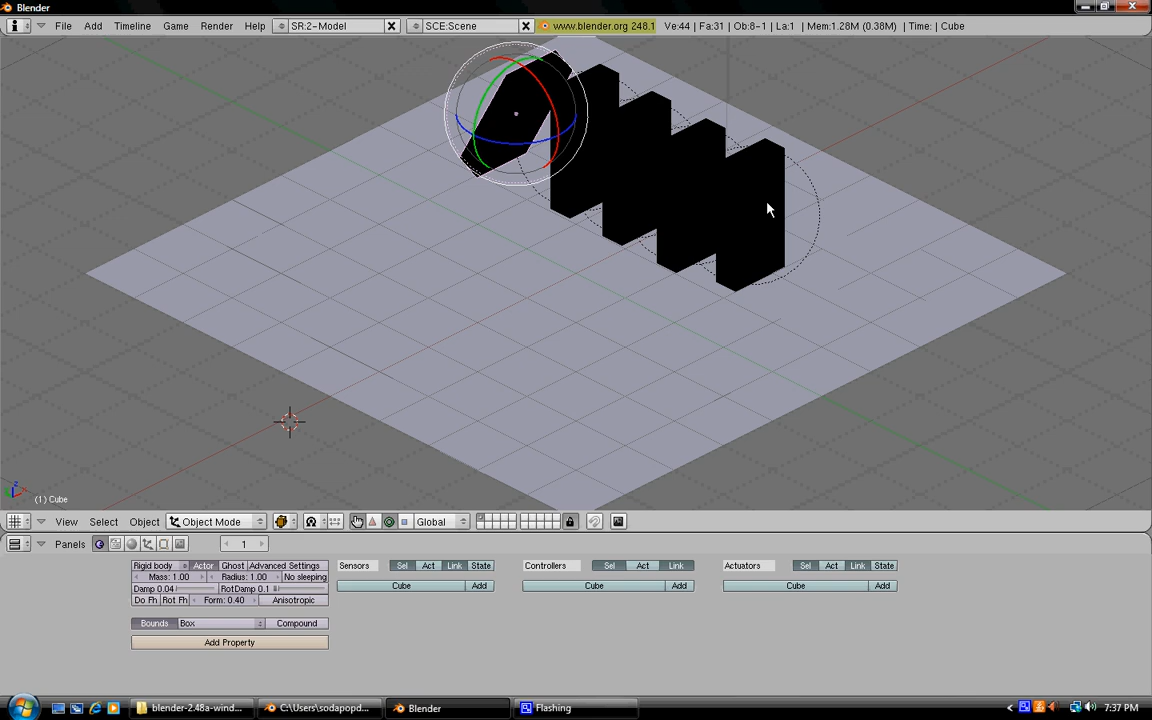 Blender
File Add Timeline Game Render Help SR:2-Model SCE:Scene www.blender.org 248.1 Ve:44 | Fa:31 | Ob:8-1 | La:1 | Mem:1.28M (0.38M) | Time: | Cube
z
(1) Cube
View Select Object Object Mode Global
Panels 1
Rigid body Actor Ghost Advanced Settings Sensors Sel Act Link State Controllers Sel Act Link Actuators Sel Act Link State
Mass: 1.00 Radius: 1.00 No sleeping
Damp 0.04 RotDamp 0.1 Cube Add Cube Add Cube Add
Do Fh Rot Fh Form: 0.40 Anisotropic
Bounds Box Compound
Add Property
blender-2.48a-wind... C:\Users\sodapopd... Blender Flashing 7:37 PM